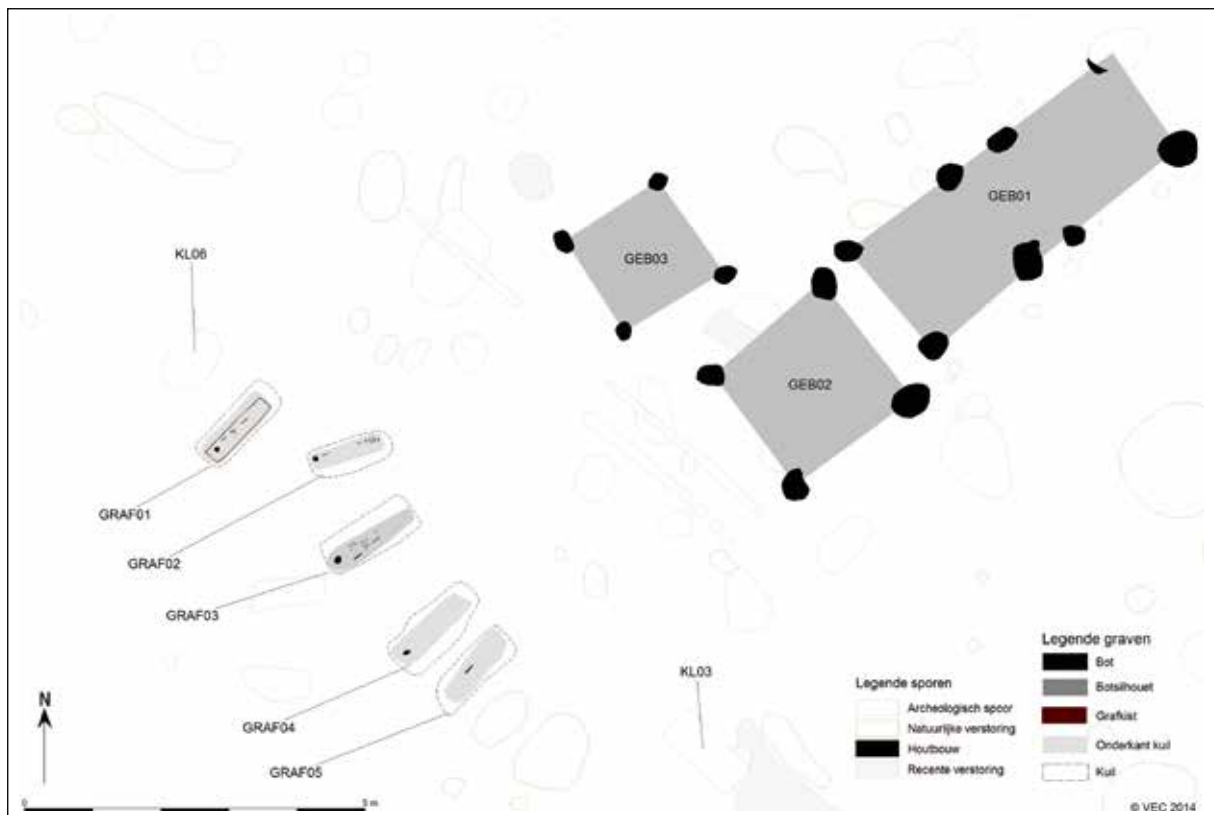 GEB01
GEB03
KL06
GEB02
GRAF01
GRAF02
GRAF03
GRAF04
GRAF05
KL03
N
0
5 m
Legende sporen
Archeologisch spoor
Natuurlijke verstoring
Houtbouw
Recente verstoring
Legende graven
Bot
Botsilhouet
Grafkist
Onderkant kuil
Kuil
© VEC 2014